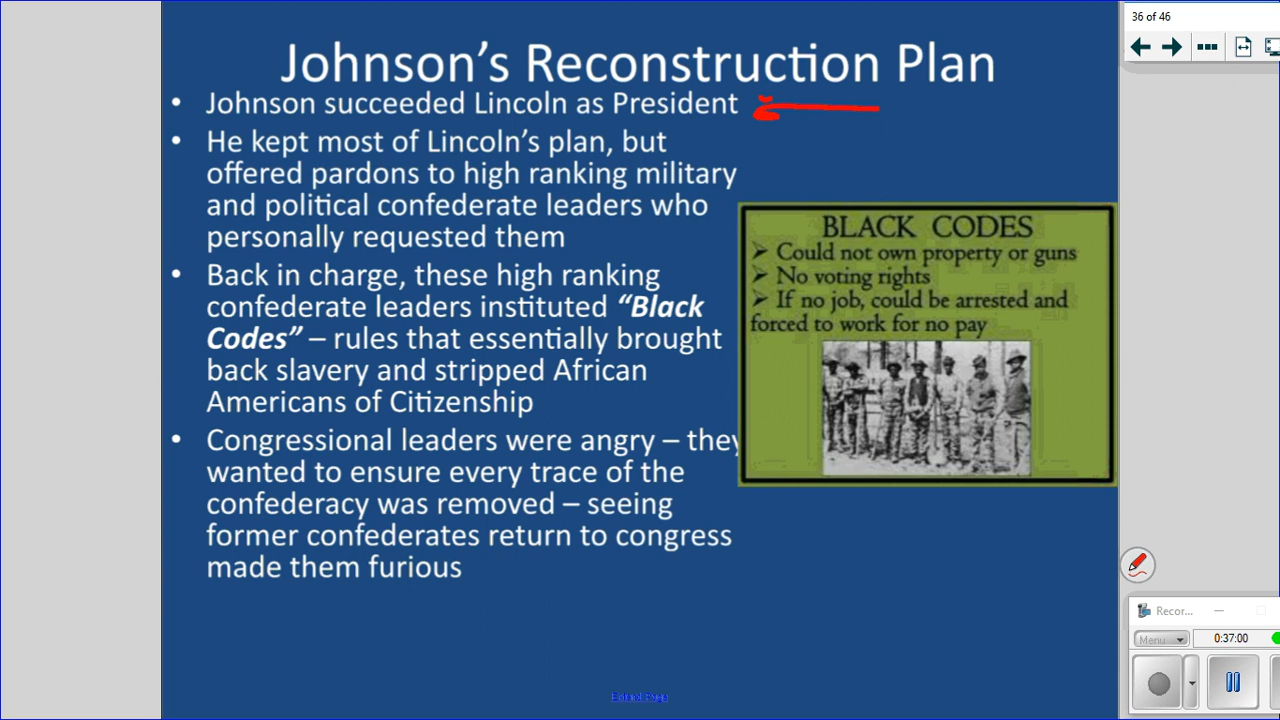 Johnson's Reconstruction Plan
• Johnson succeeded Lincoln as President
• He kept most of Lincoln's plan, but
offered pardons to high ranking military
and political confederate leaders who
personally requested them
• Back in charge, these high ranking
confederate leaders instituted "Black
Codes" – rules that essentially brought
back slavery and stripped African
Americans of Citizenship
• Congressional leaders were angry – they
wanted to ensure every trace of the
confederacy was removed – seeing
former confederates return to congress
made them furious
BLACK CODES
➢ Could not own property or guns
➢ No voting rights
➢ If no job, could be arrested and
forced to work for no pay
Extend Page
36 of 46
Recor...
Menu
0:37:00